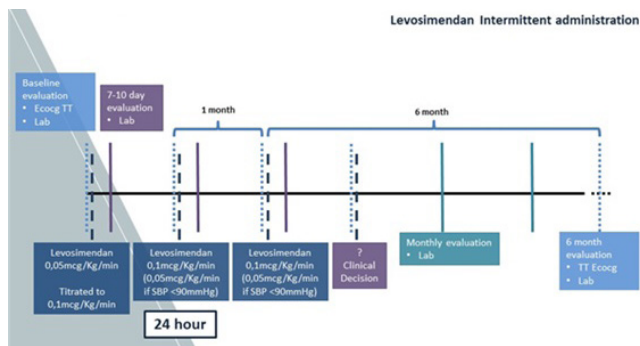 Levosimendan Intermittent administration
Baseline
evaluation
• Ecocg TT
• Lab
7-10 day
evaluation
• Lab
1 month
6 month
Levosimendan
0,05mcg/Kg/min
Titrated to
0,1mcg/Kg/min
Levosimendan
0,1mcg/Kg/min
(0,05mcg/Kg/min
if SBP <90mmHg)
Levosimendan
0,1mcg/Kg/min
(0,05mcg/Kg/min
if SBP <90mmHg)
?
Clinical
Decision
Monthly evaluation
• Lab
6 month
evaluation
• TT Ecocg
• Lab
24 hour